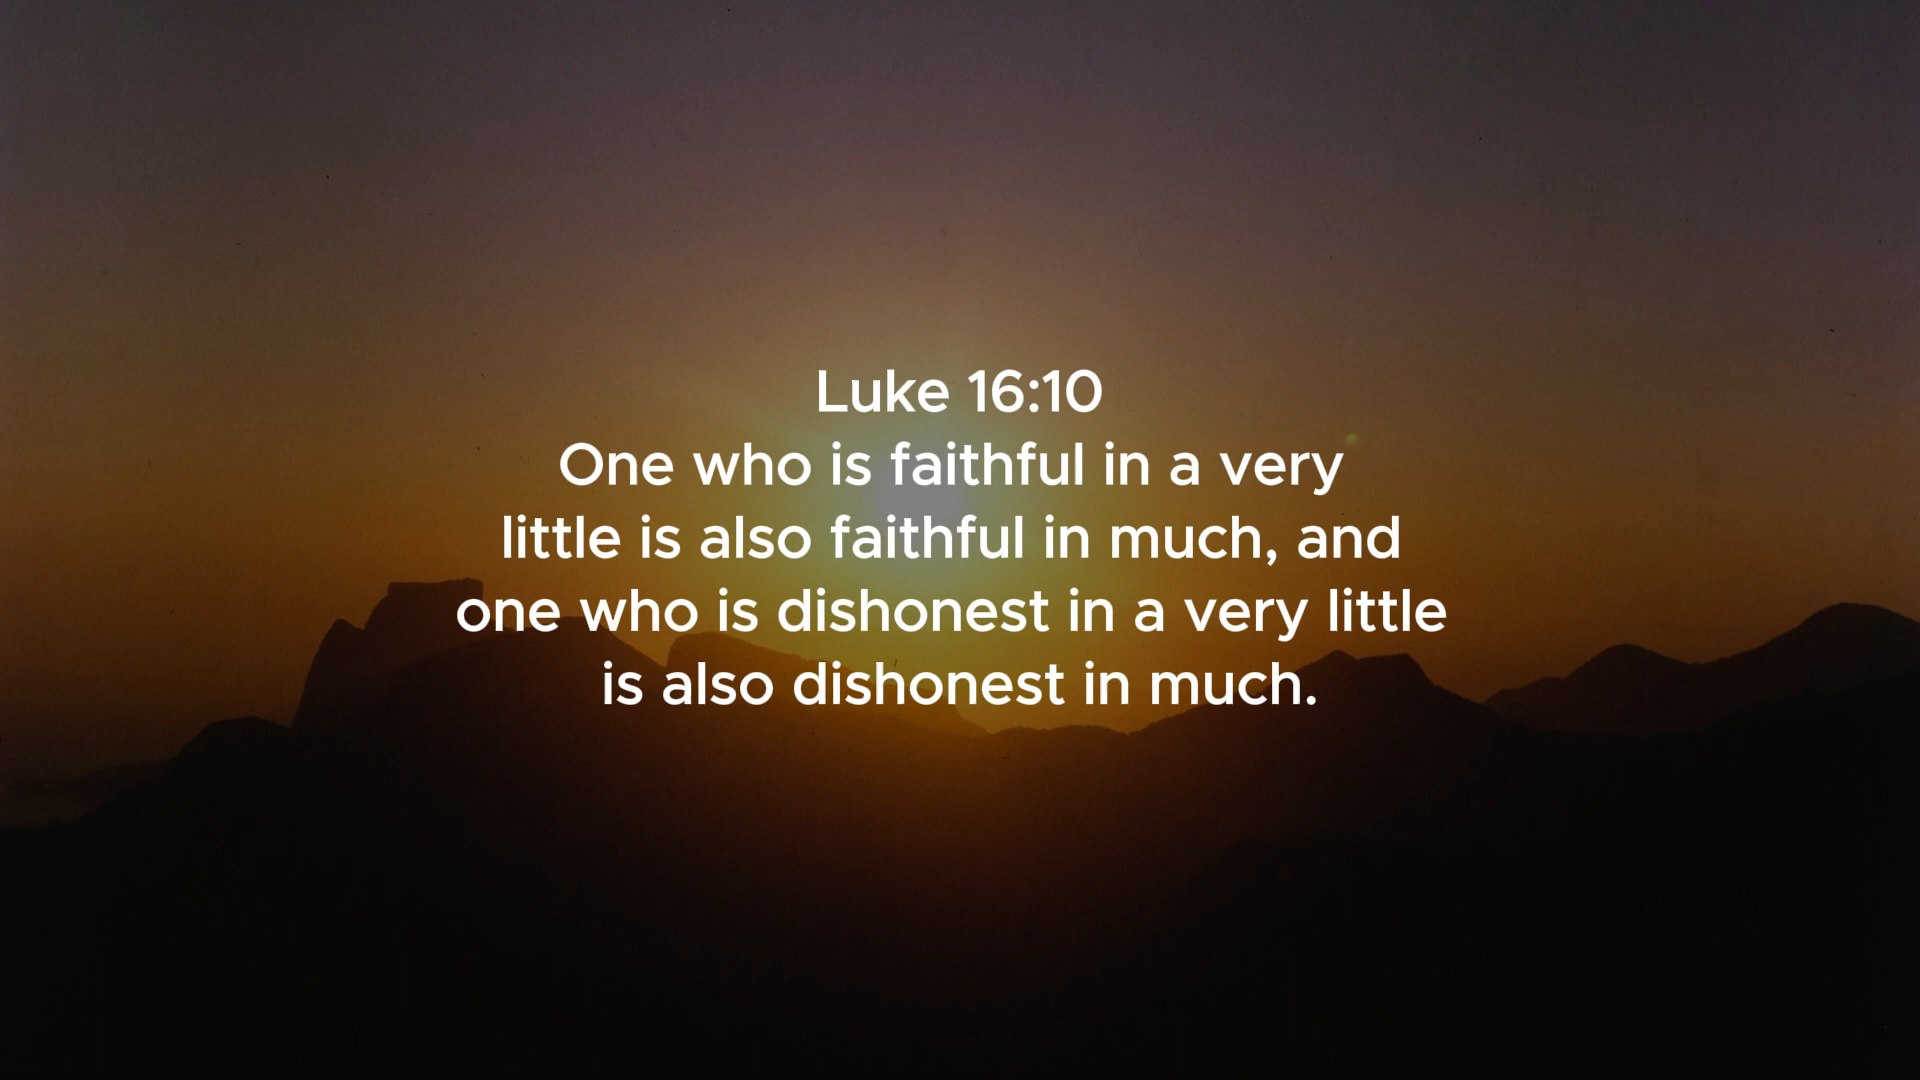 Luke 16:10
One who is faithful in a very
little is also faithful in much, and
one who is dishonest in a very little
is also dishonest in much.